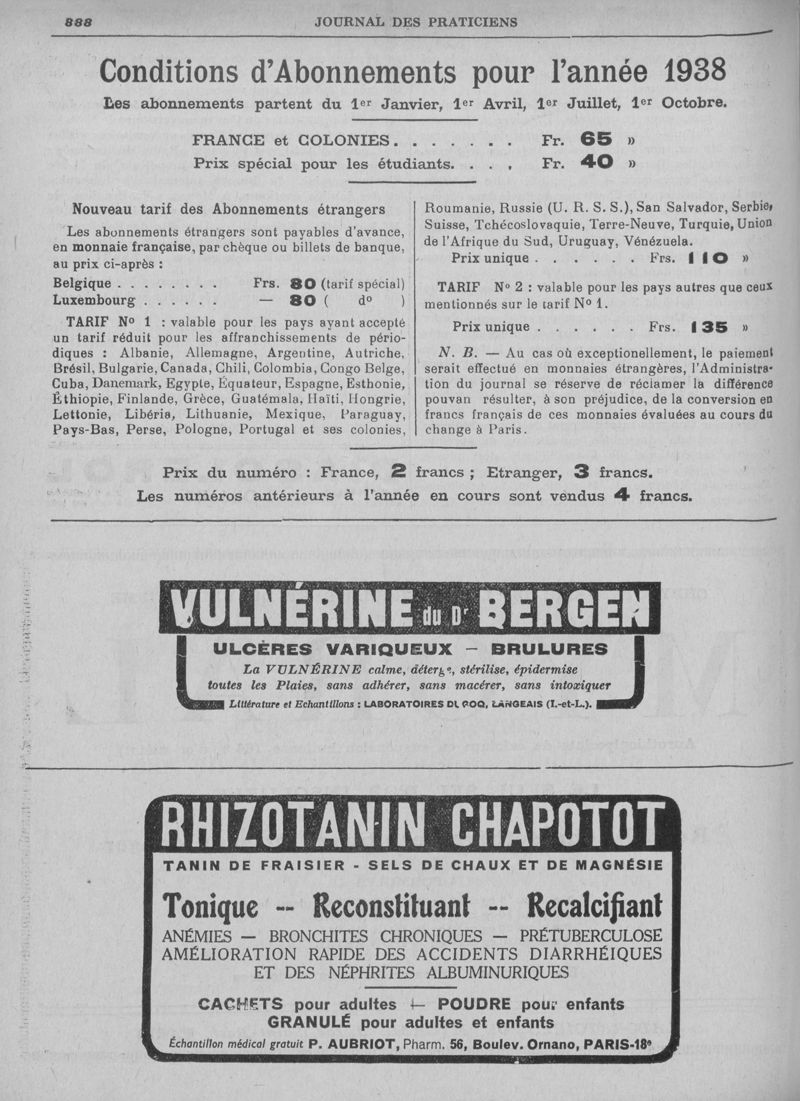 888
JOURNAL DES PRATICIENS
Conditions d'Abonnements pour l'année 1938
Les abonnements partent du 1er Janvier, 1er Avril, 1er Juillet, 1er Octobre.
FRANCE et COLONIES. . . . . . . Fr. 65 »
Prix spécial pour les étudiants. . . . Fr. 40 »
Nouveau tarif des Abonnements étrangers
Les abonnements étrangers sont payables d'avance,
en monnaie française, par chèque ou billets de banque,
au prix ci-après :
Belgique . . . . . . . . Frs. 80 (tarif spécial)
Luxembourg . . . . . . — 80 ( do )
TARIF No 1 : valable pour les pays ayant accepté
un tarif réduit pour les affranchissements de pério-
diques : Albanie, Allemagne, Argentine, Autriche,
Brésil, Bulgarie, Canada, Chili, Colombia, Congo Belge,
Cuba, Danemark, Egypte, Equateur, Espagne, Esthonie,
Éthiopie, Finlande, Grèce, Guatémala, Haïti, Hongrie,
Lettonie, Libéria, Lithuanie, Mexique, Paraguay,
Pays-Bas, Perse, Pologne, Portugal et ses colonies,
Roumanie, Russie (U. R. S. S.), San Salvador, Serbie,
Suisse, Tchécoslovaquie, Terre-Neuve, Turquie, Union
de l'Afrique du Sud, Uruguay, Vénézuela.
Prix unique . . . . . . Frs. 110 »
TARIF No 2 : valable pour les pays autres que ceux
mentionnés sur le tarif No 1.
Prix unique . . . . . . Frs. 135 »
N. B. — Au cas où exceptionellement, le paiement
serait effectué en monnaies étrangères, l'Administra-
tion du journal se réserve de réclamer la différence
pouvan résulter, à son préjudice, de la conversion en
francs français de ces monnaies évaluées au cours du
change à Paris.
Prix du numéro : France, 2 francs ; Etranger, 3 francs.
Les numéros antérieurs à l'année en cours sont vendus 4 francs.
VULNÉRINE du Dr BERGEN
ULCÈRES VARIQUEUX — BRULURES
La VULNÉRINE calme, déterge, stérilise, épidermise
toutes les Plaies, sans adhérer, sans macérer, sans intoxiquer
Littérature et Echantillons : LABORATOIRES DU COQ, LANGEAIS (I.-et-L.).
RHIZOTANIN CHAPOTOT
TANIN DE FRAISIER - SELS DE CHAUX ET DE MAGNÉSIE
Tonique -- Reconstituant -- Recalcifiant
ANÉMIES — BRONCHITES CHRONIQUES — PRÉTUBERCULOSE
AMÉLIORATION RAPIDE DES ACCIDENTS DIARRHÉIQUES
ET DES NÉPHRITES ALBUMINURIQUES
CACHETS pour adultes — POUDRE pour enfants
GRANULÉ pour adultes et enfants
Échantillon médical gratuit P. AUBRIOT, Pharm. 56, Boulev. Ornano, PARIS-18e